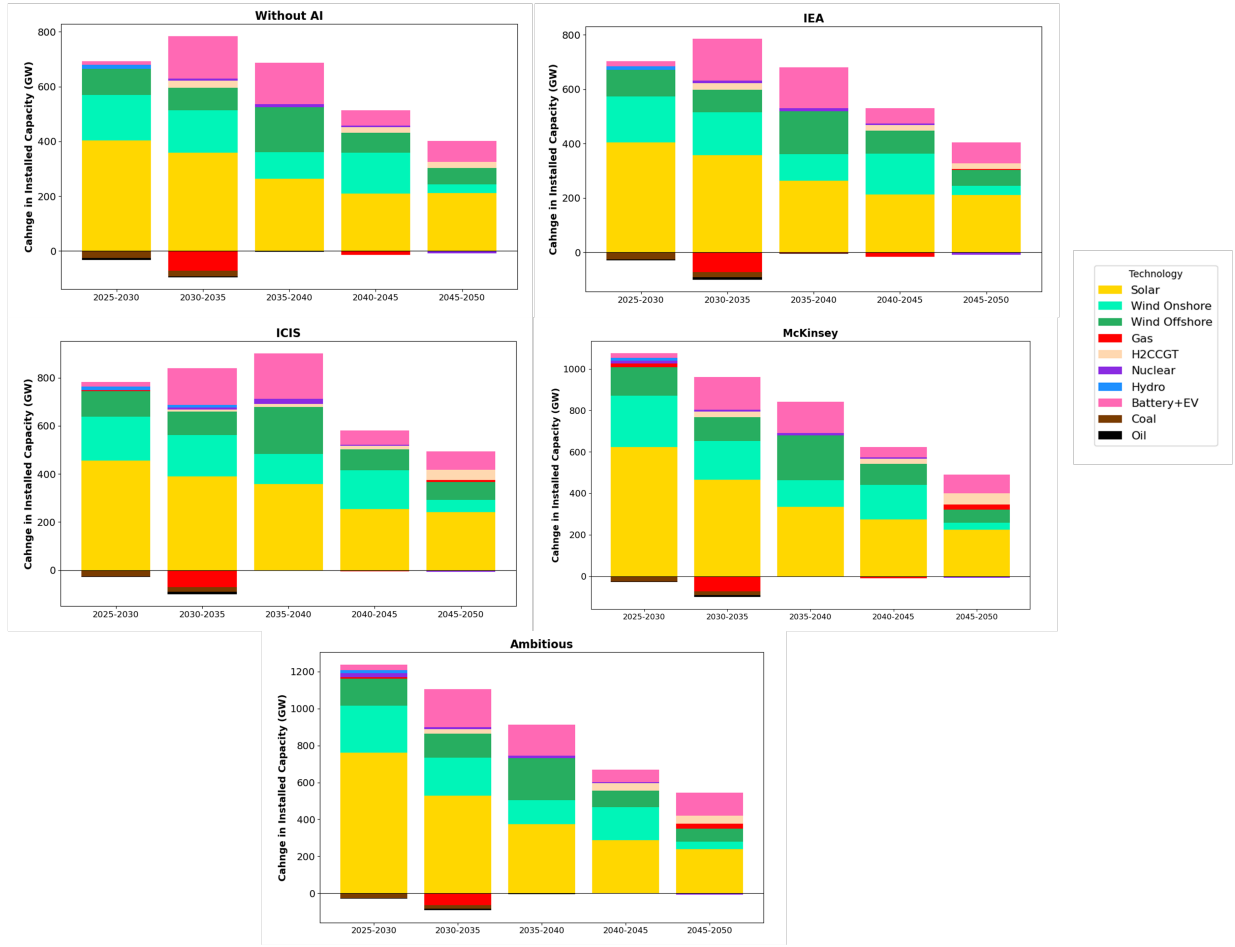 Without AI
Cahnge in Installed Capacity (GW)
800
600
400
200
0
2025-2030 2030-2035 2035-2040 2040-2045 2045-2050
IEA
Cahnge in Installed Capacity (GW)
800
600
400
200
0
2025-2030 2030-2035 2035-2040 2040-2045 2045-2050
Technology
Solar
Wind Onshore
Wind Offshore
Gas
H2CCGT
Nuclear
Hydro
Battery+EV
Coal
Oil
ICIS
Cahnge in Installed Capacity (GW)
800
600
400
200
0
2025-2030 2030-2035 2035-2040 2040-2045 2045-2050
McKinsey
Cahnge in Installed Capacity (GW)
1000
800
600
400
200
0
2025-2030 2030-2035 2035-2040 2040-2045 2045-2050
Ambitious
Cahnge in Installed Capacity (GW)
1200
1000
800
600
400
200
0
2025-2030 2030-2035 2035-2040 2040-2045 2045-2050